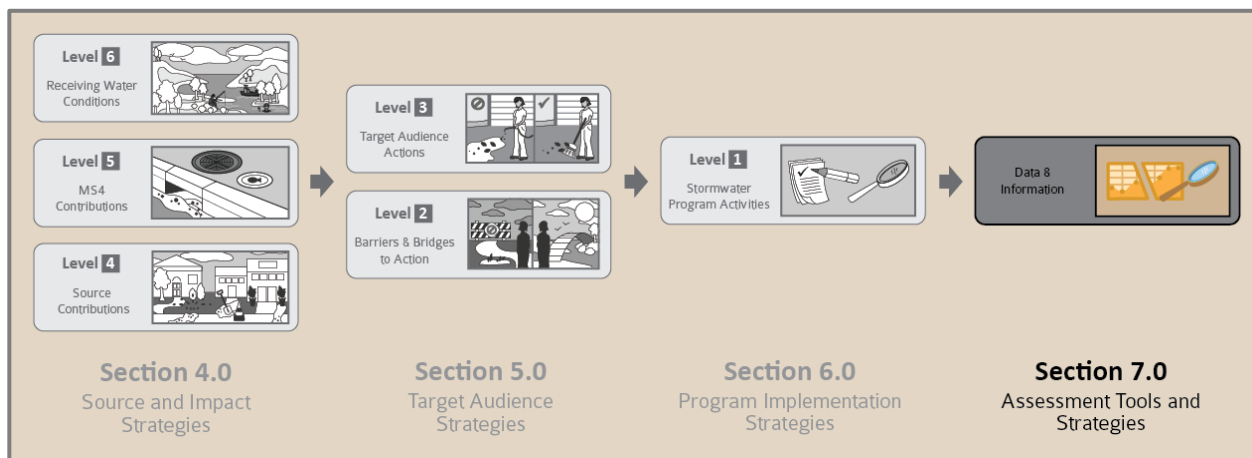 Level 6
Receiving Water
Conditions
Level 5
MS4
Contributions
Level 4
Source
Contributions
Level 3
Target Audience
Actions
Level 2
Barriers & Bridges
to Action
Level 1
Stormwater
Program Activities
Data &
Information
Section 4.0
Source and Impact
Strategies
Section 5.0
Target Audience
Strategies
Section 6.0
Program Implementation
Strategies
Section 7.0
Assessment Tools and
Strategies